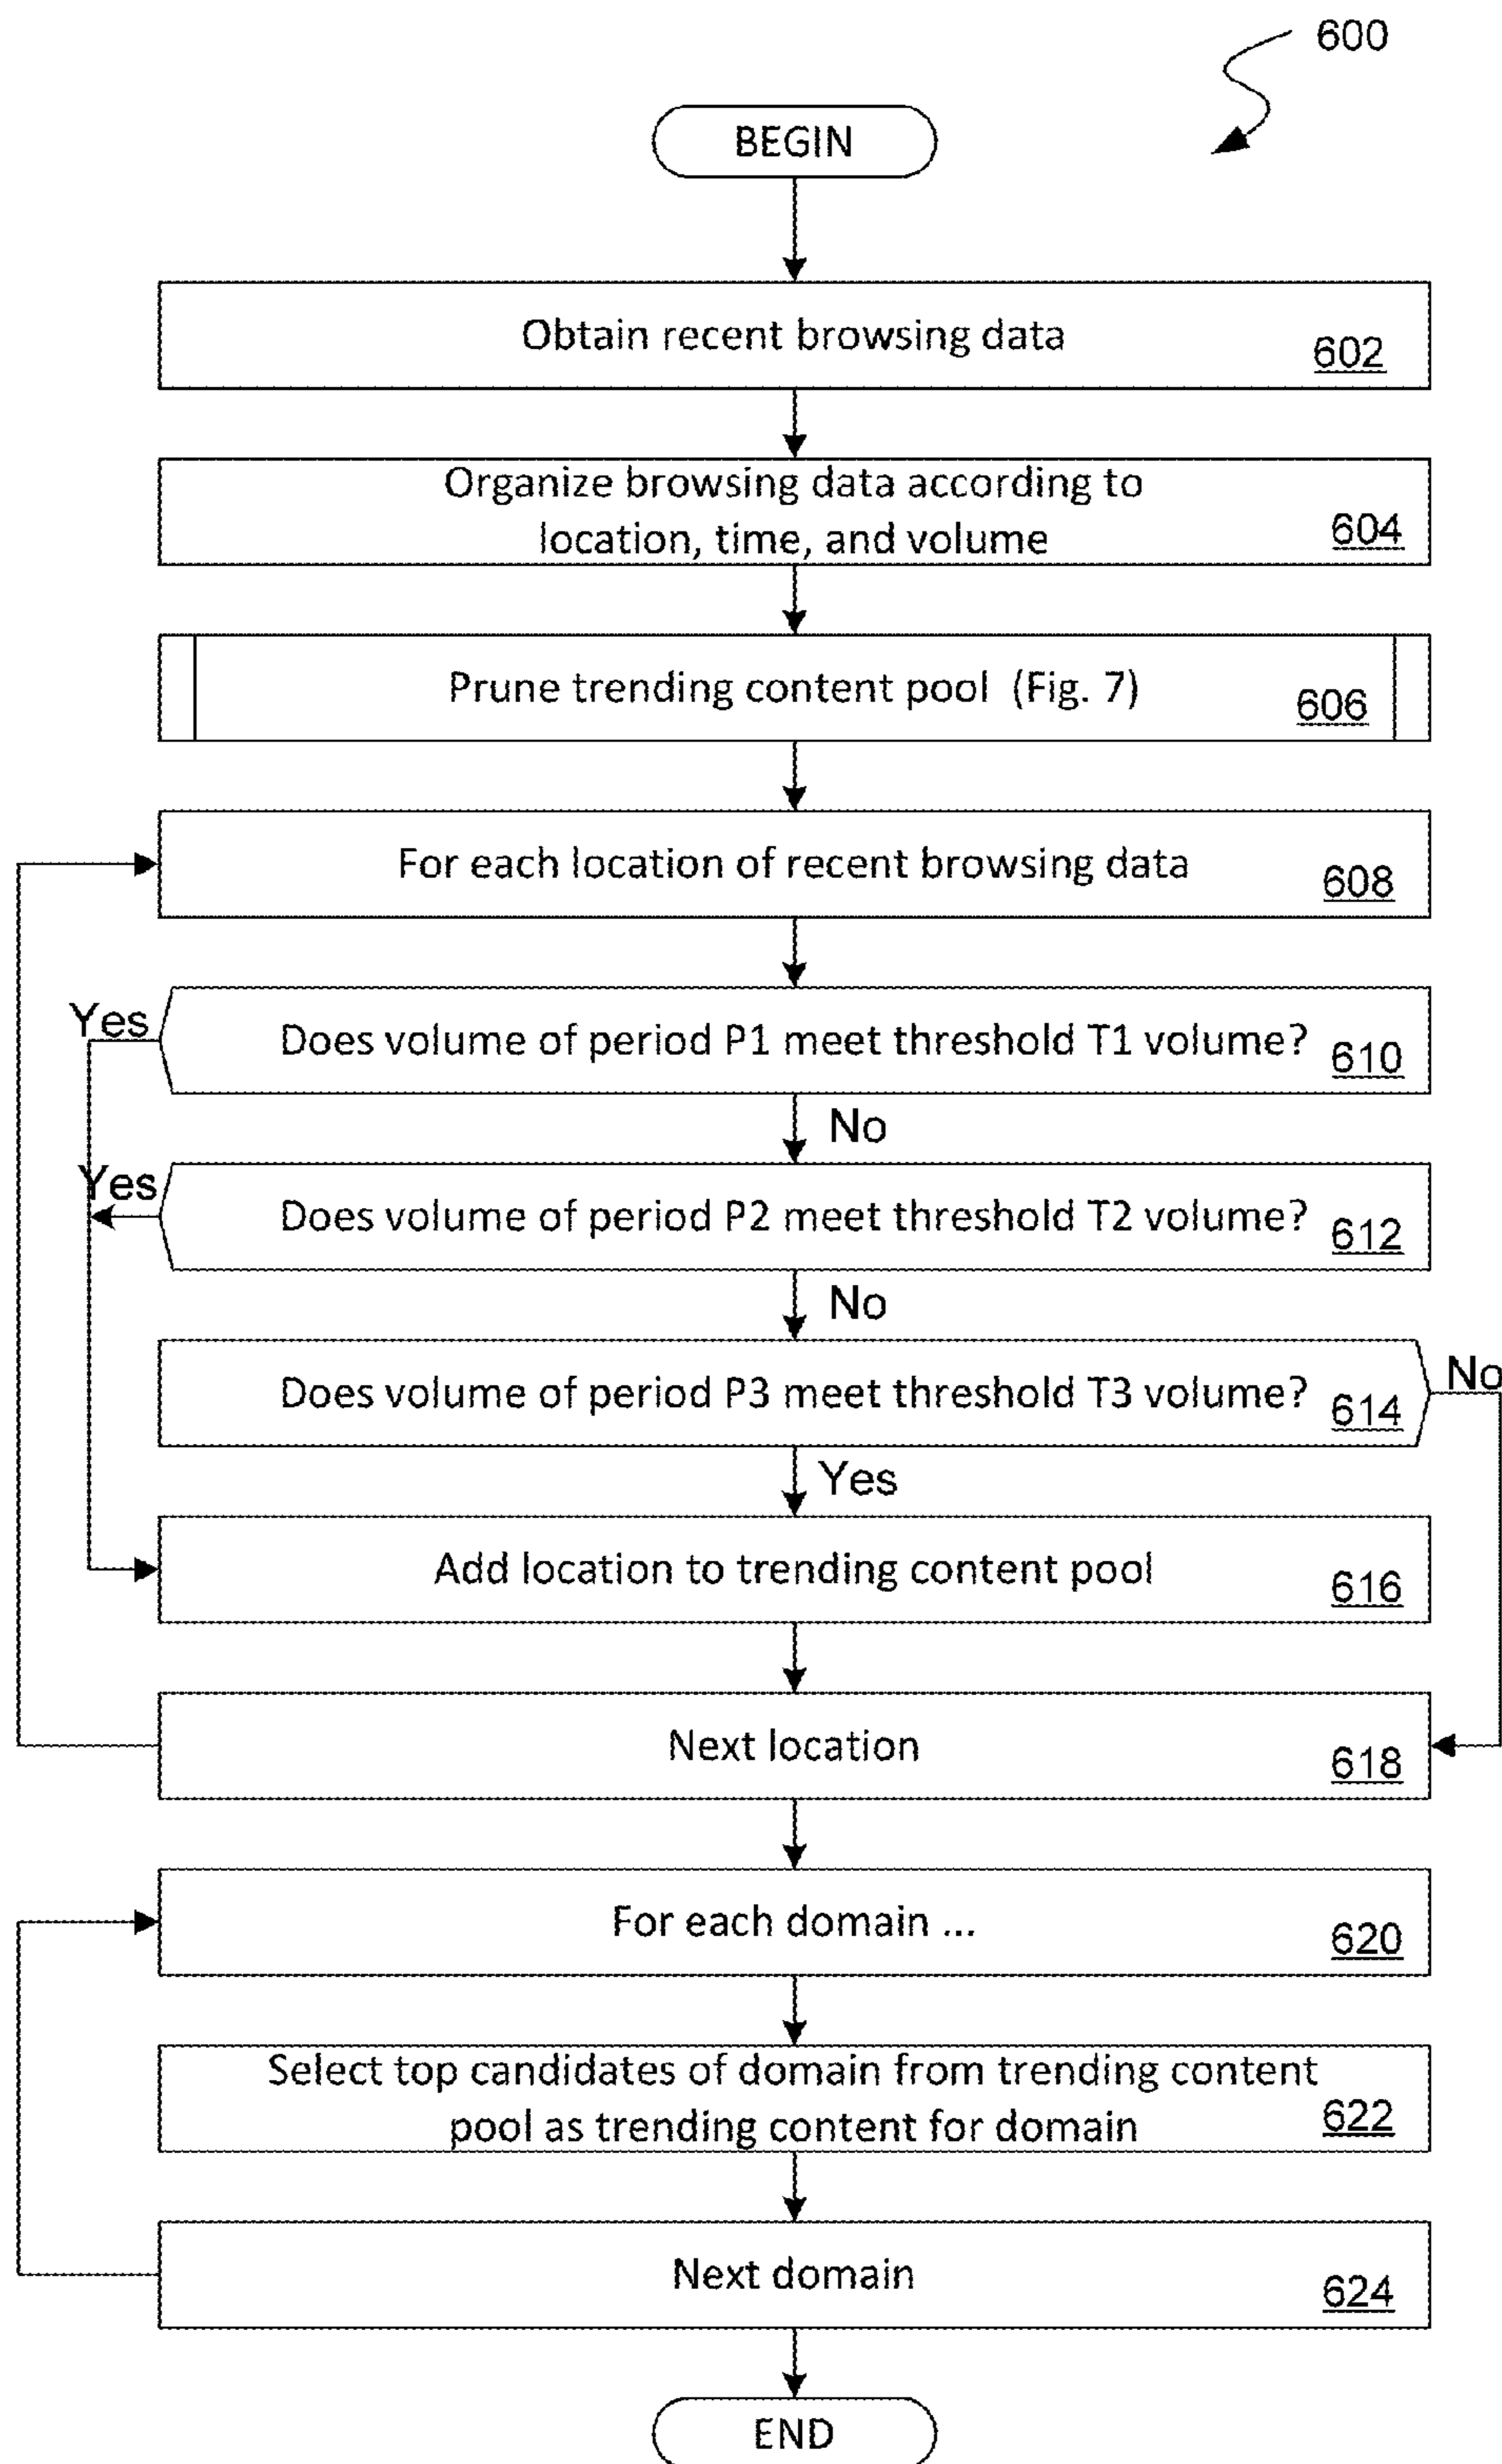 600
BEGIN
Obtain recent browsing data
602
Organize browsing data according to
location, time, and volume
604
Prune trending content pool (Fig. 7)
606
For each location of recent browsing data
608
Yes
Does volume of period P1 meet threshold T1 volume?
610
No
Yes
Does volume of period P2 meet threshold T2 volume?
612
No
Does volume of period P3 meet threshold T3 volume?
614
No
Yes
Add location to trending content pool
616
Next location
618
For each domain ...
620
Select top candidates of domain from trending content
pool as trending content for domain
622
Next domain
624
END